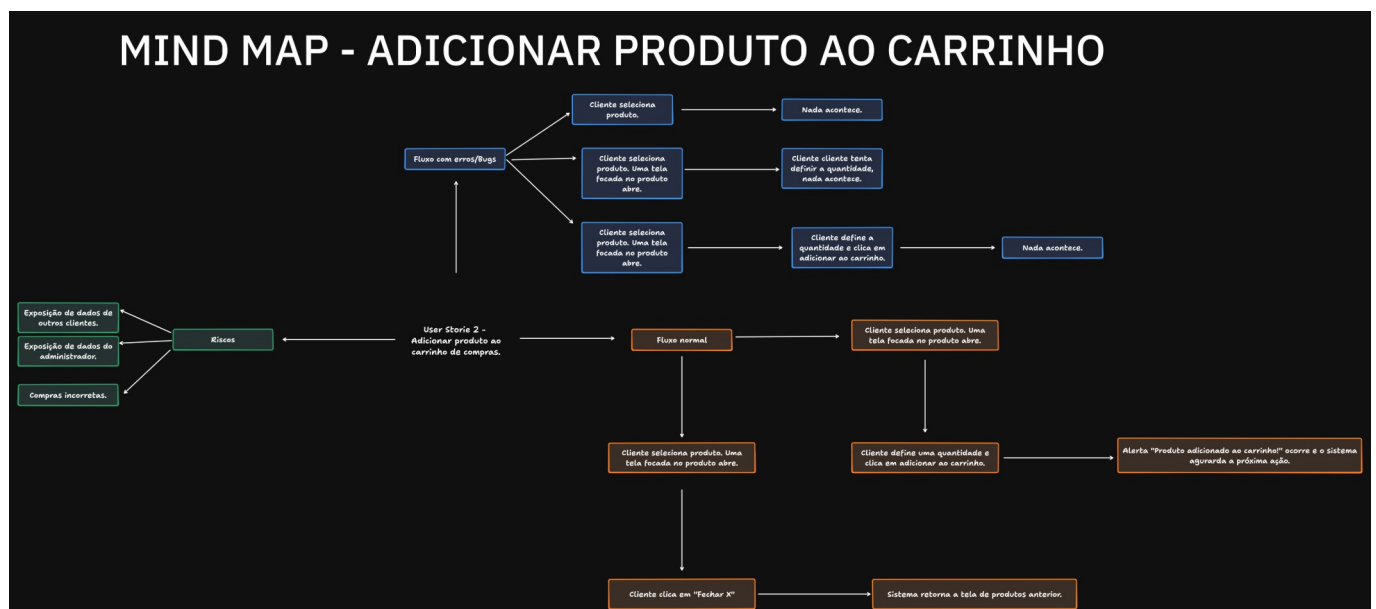 MIND MAP - ADICIONAR PRODUTO AO CARRINHO
Cliente seleciona
produto.
Nada acontece.
Fluxo com erros/Bugs
Cliente seleciona
produto. Uma tela
focada no produto
abre.
Cliente cliente tenta
definir a quantidade,
nada acontece.
Cliente seleciona
produto. Uma tela
focada no produto
abre.
Cliente define a
quantidade e clica em
adicionar ao carrinho.
Nada acontece.
Exposição de dados de
outros clientes.
Exposição de dados do
administrador.
Compras incorretas.
Riscos
User Storie 2 -
Adicionar produto ao
carrinho de compras.
Fluxo normal
Cliente seleciona produto. Uma
tela focada no produto abre.
Cliente seleciona produto. Uma
tela focada no produto abre.
Cliente define uma quantidade e
clica em adicionar ao carrinho.
Alerta "Produto adicionado ao carrinho!" ocorre e o sistema
agurarda a próxima ação.
Cliente clica em "Fechar X"
Sistema retorna a tela de produtos anterior.